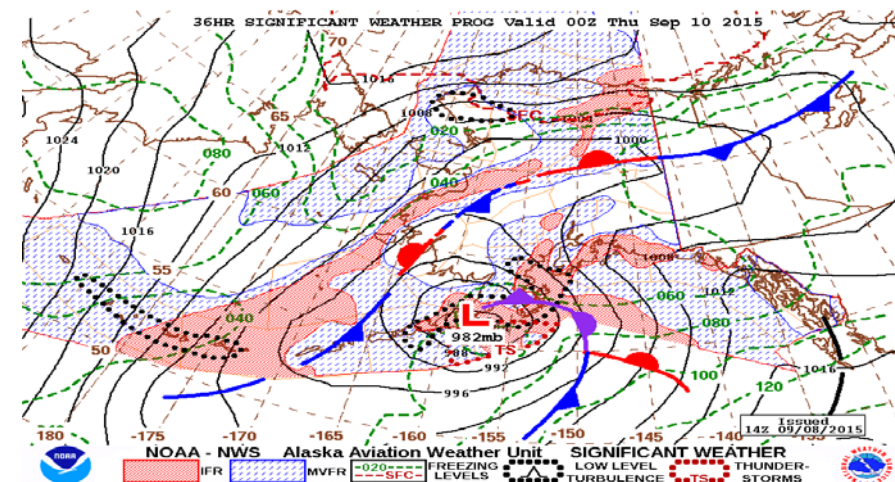 36HR SIGNIFICANT WEATHER PROG Valid 00Z Thu Sep 10 2015
70
1016
1008
SFC
1004
65
020
1000
1024
1012
080
1020
040
60
060
1016
1008
55
1012
060
040
L
080
982mb
50
988
TS
992
1016
996
100
120
Issued
14Z 09/08/2015
-180
-175
-170
-165
-160
-155
-150
-145
-140
NOAA - NWS Alaska Aviation Weather Unit SIGNIFICANT WEATHER
IFR
MVFR
020
SFC
FREEZING
LEVELS
LOW LEVEL
TURBULENCE
TS
THUNDER-
STORMS
NOAA